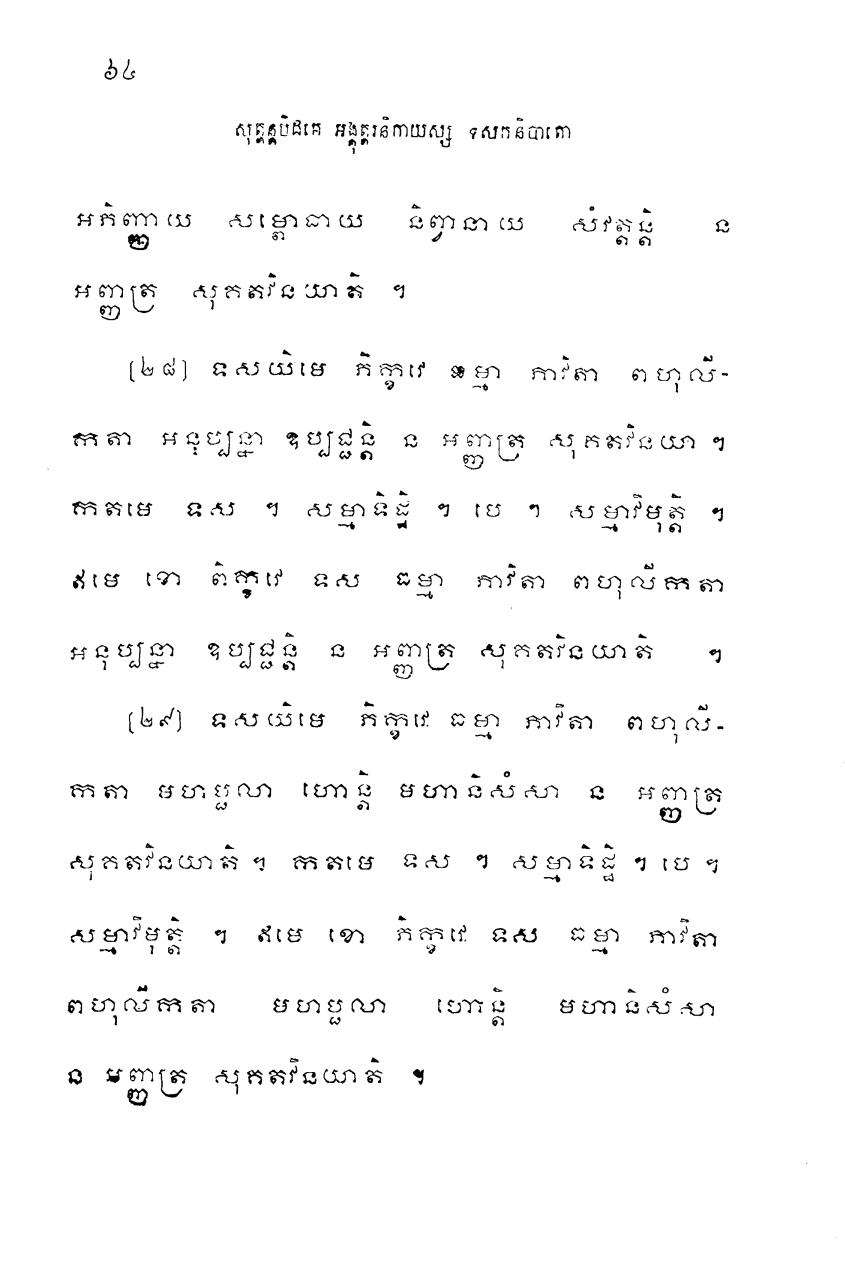 ៦៤
សុត្តន្តបិដកេ អង្គុត្តរនិកាយស្ស ទសកនិបាតោ
អភិញ្ញាយ សម្ពោធាយ និព្វានាយ សំវត្តន្តិ ន
អញ្ញត្រ សុគតវិនយាតិ ។
(២៨) ទសយិមេ ភិក្ខវេ ធម្មា ភាវិតា ពហុលី-
កតា អនុប្បន្នា ឧប្បជ្ជន្តិ ន អញ្ញត្រ សុគតវិនយា ។
កតមេ ទស ។ សម្មាទិដ្ឋិ ។ បេ ។ សម្មាវិមុត្តិ ។
ឥមេ ខោ ភិក្ខវេ ទស ធម្មា ភាវិតា ពហុលីកតា
អនុប្បន្នា ឧប្បជ្ជន្តិ ន អញ្ញត្រ សុគតវិនយាតិ ។
(២៩) ទសយិមេ ភិក្ខវេ ធម្មា ភាវិតា ពហុលី-
កតា មហប្ផលា ហោន្តិ មហានិសំសា ន អញ្ញត្រ
សុគតវិនយាតិ ។ កតមេ ទស ។ សម្មាទិដ្ឋិ ។ បេ ។
សម្មាវិមុត្តិ ។ ឥមេ ខោ ភិក្ខវេ ទស ធម្មា ភាវិតា
ពហុលីកតា មហប្ផលា ហោន្តិ មហានិសំសា
ន អញ្ញត្រ សុគតវិនយាតិ ។